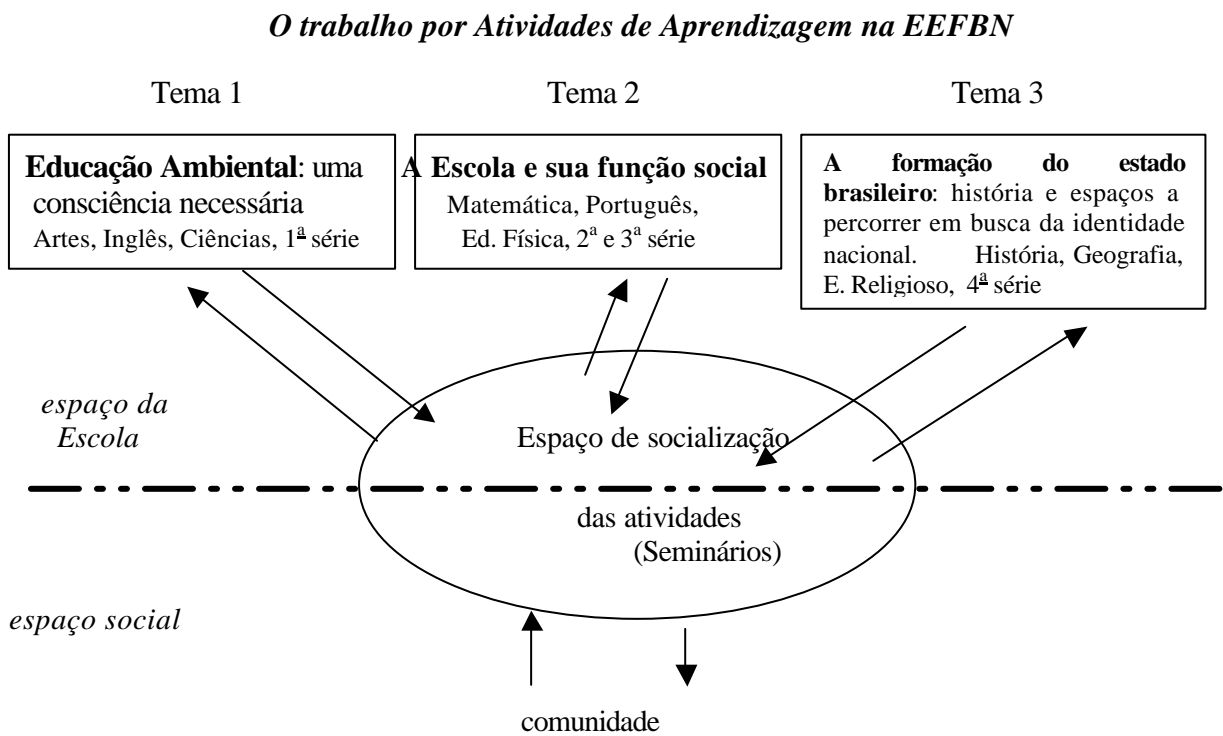 O trabalho por Atividades de Aprendizagem na EEFBN
Tema 1
Tema 2
Tema 3
Educação Ambiental: uma
consciência necessária
Artes, Inglês, Ciências, 1ª série
A Escola e sua função social
Matemática, Português,
Ed. Física, 2ª e 3ª série
A formação do estado
brasileiro: história e espaços a
percorrer em busca da identidade
nacional. História, Geografia,
E. Religioso, 4ª série
espaço da
Escola
Espaço de socialização
das atividades
(Seminários)
espaço social
comunidade